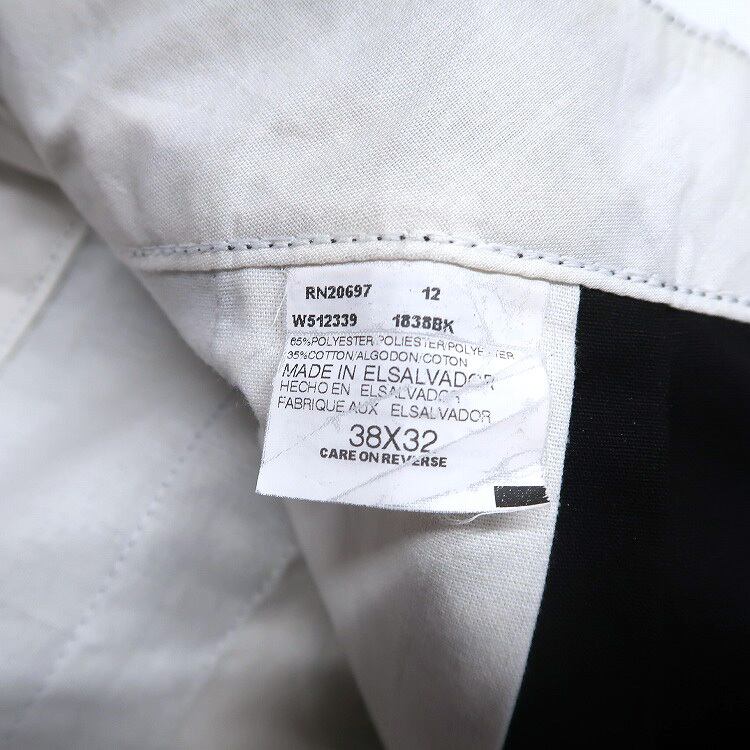 RN20697 12
W512339 1838BK
65%POLYESTER/POLIESTER/POLYESTER
35%COTTON/ALGODON/COTON
MADE IN ELSALVADOR
HECHO EN ELSALVADOR
FABRIQUE AUX ELSALVADOR
38X32
CARE ON REVERSE